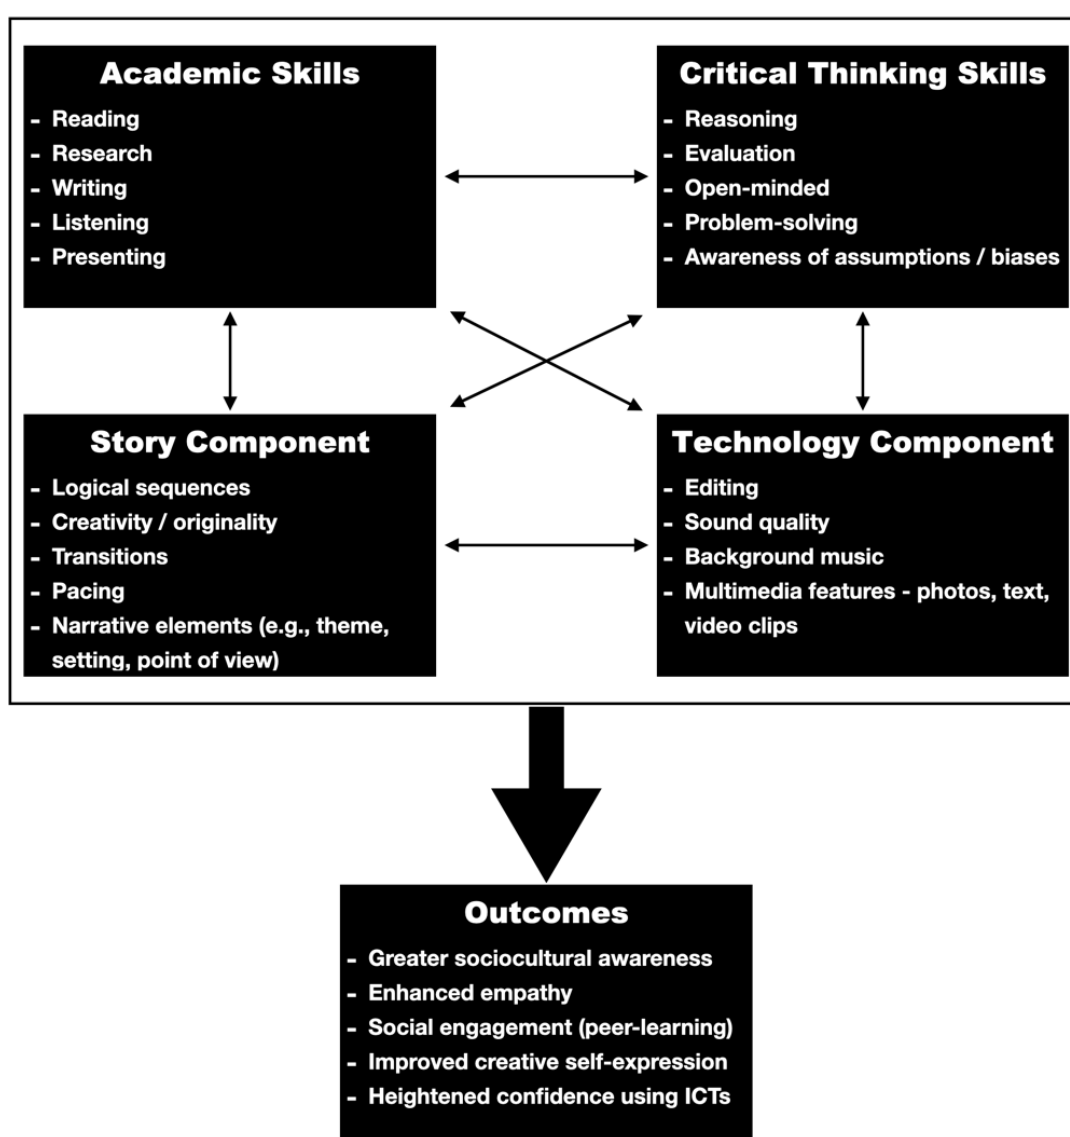 Academic Skills
- Reading
- Research
- Writing
- Listening
- Presenting
Critical Thinking Skills
- Reasoning
- Evaluation
- Open-minded
- Problem-solving
- Awareness of assumptions / biases
Story Component
- Logical sequences
- Creativity / originality
- Transitions
- Pacing
- Narrative elements (e.g., theme,
setting, point of view)
Technology Component
- Editing
- Sound quality
- Background music
- Multimedia features - photos, text,
video clips
Outcomes
- Greater sociocultural awareness
- Enhanced empathy
- Social engagement (peer-learning)
- Improved creative self-expression
- Heightened confidence using ICTs